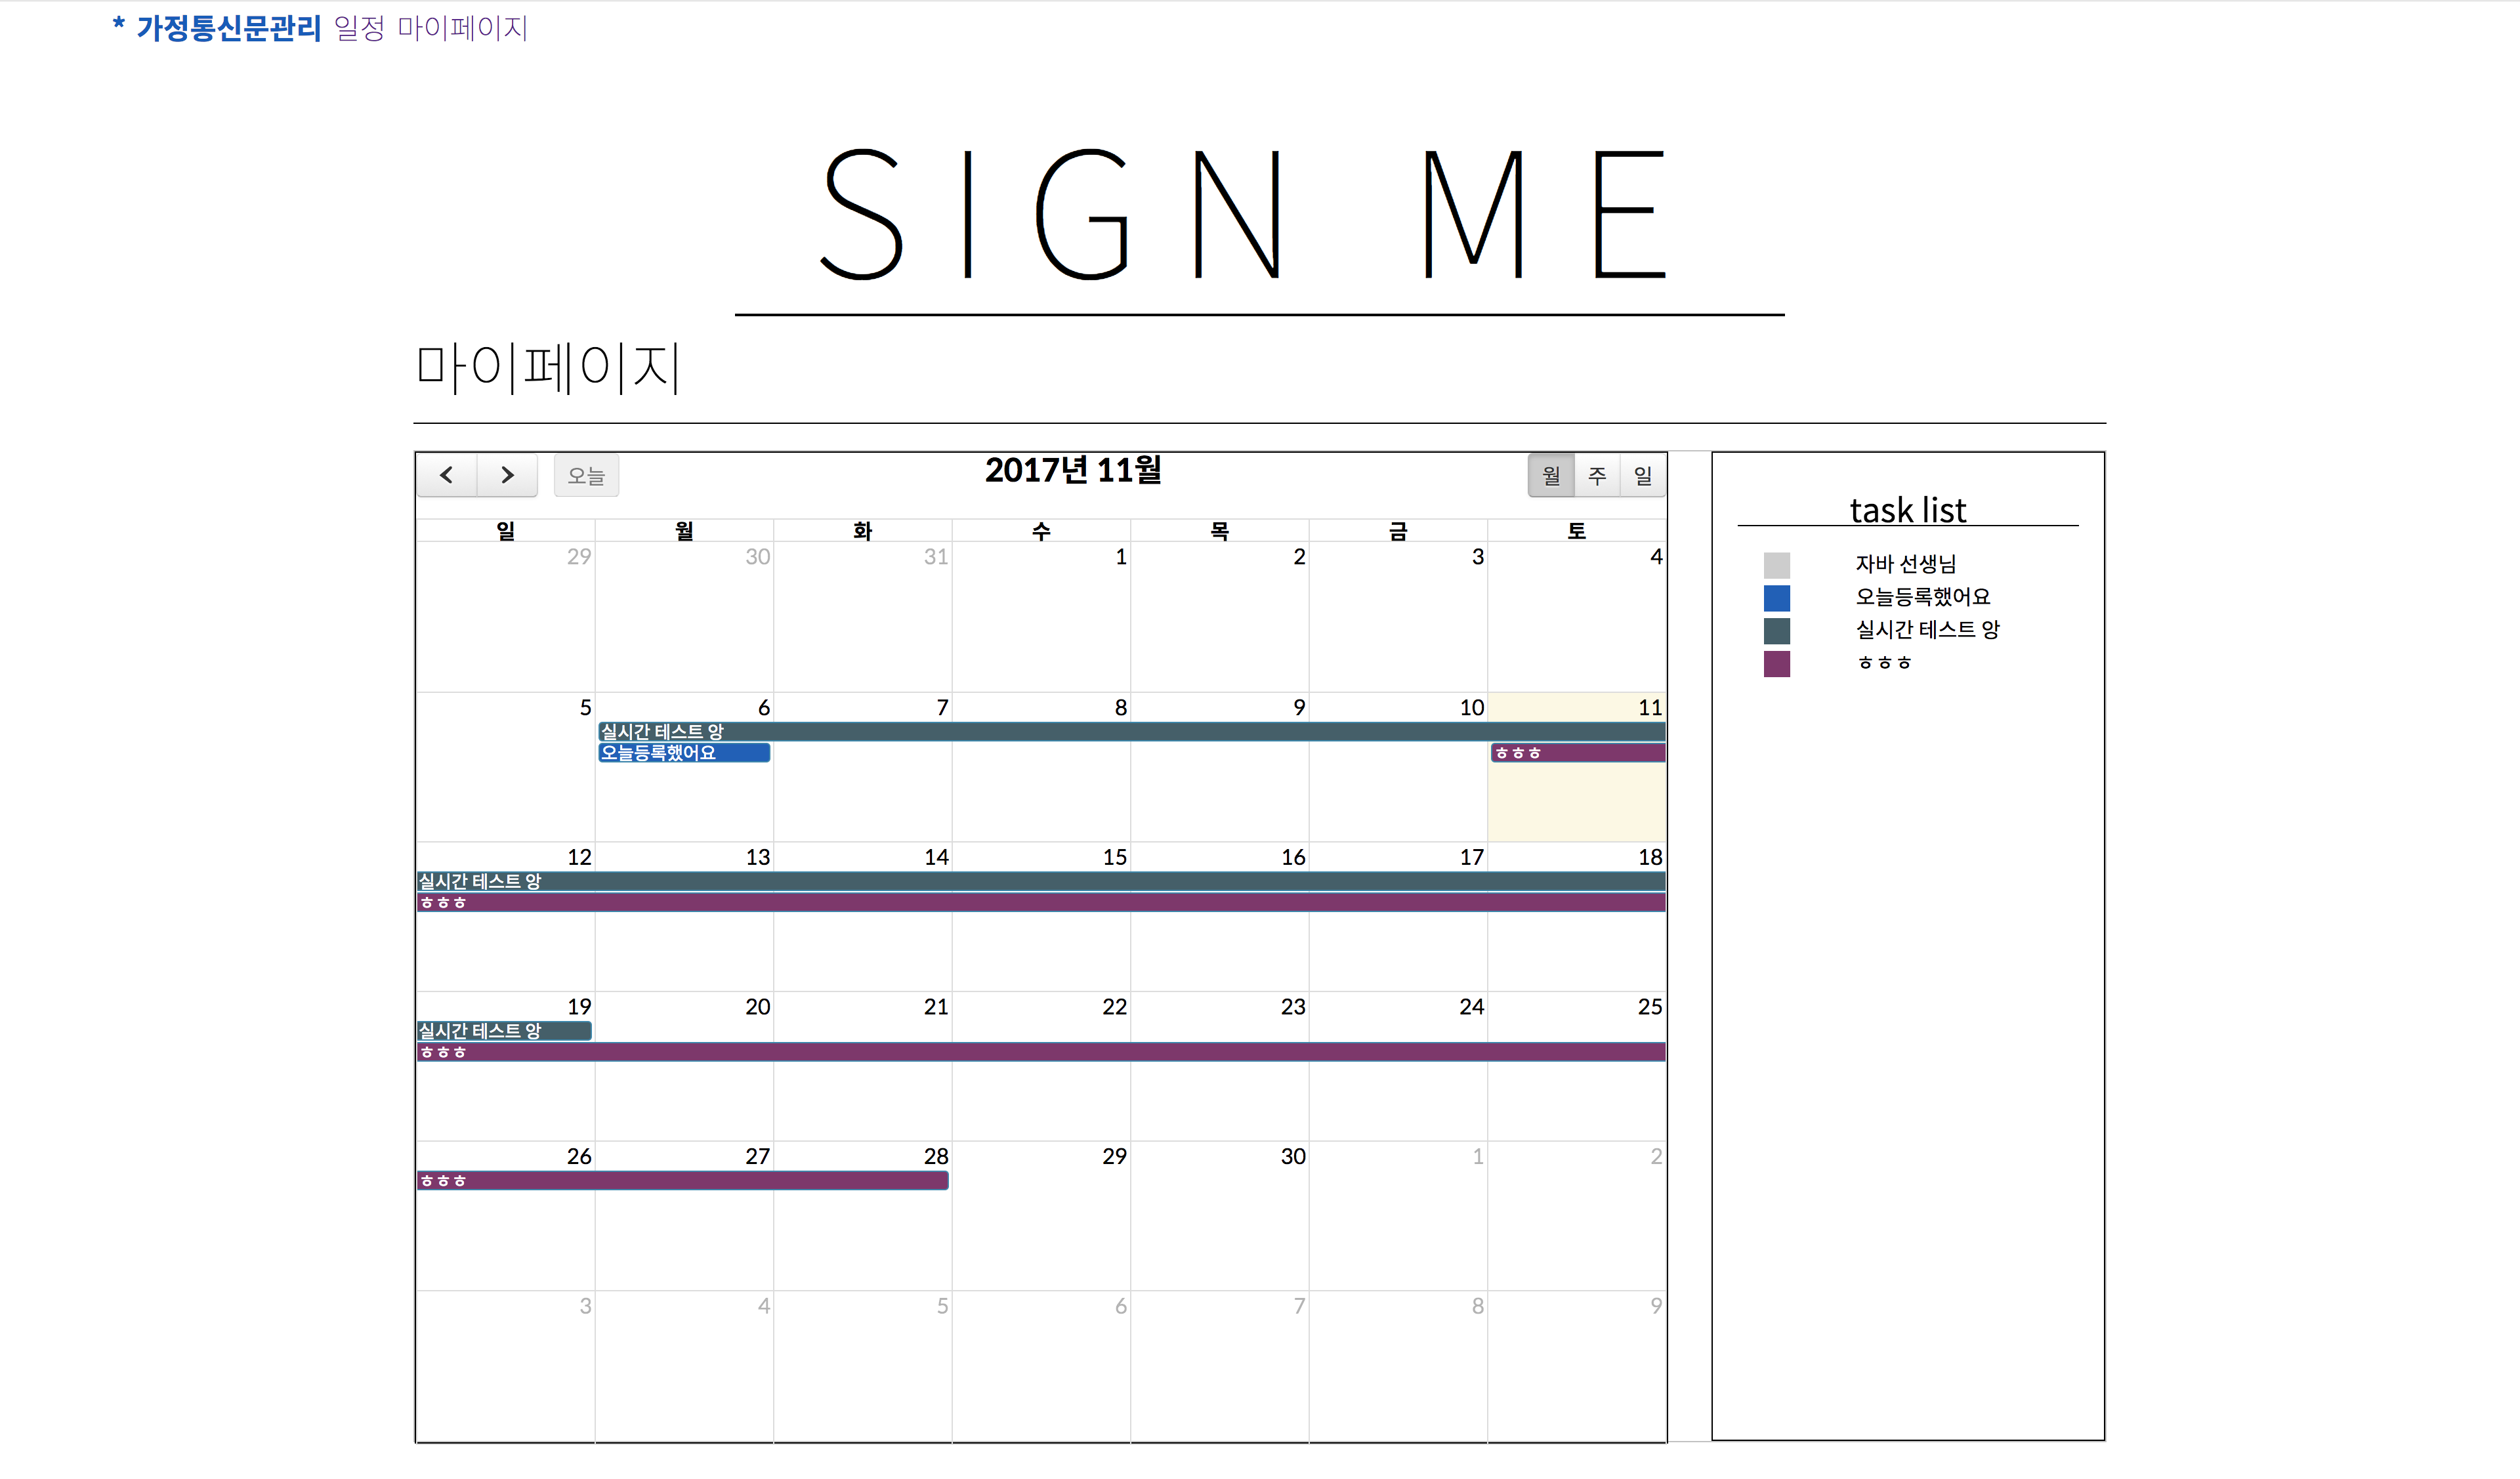 * 가정통신문관리 일정 마이페이지
SIGN ME
마이페이지
오늘 2017년 11월 월 주 일
일 월 화 수 목 금 토
29 30 31 1 2 3 4
5 6 7 8 9 10 11
실시간 테스트 앙
오늘등록했어요 ㅎㅎㅎ
12 13 14 15 16 17 18
실시간 테스트 앙
ㅎㅎㅎ
19 20 21 22 23 24 25
실시간 테스트 앙
ㅎㅎㅎ
26 27 28 29 30 1 2
ㅎㅎㅎ
3 4 5 6 7 8 9
task list
자바 선생님
오늘등록했어요
실시간 테스트 앙
ㅎㅎㅎ